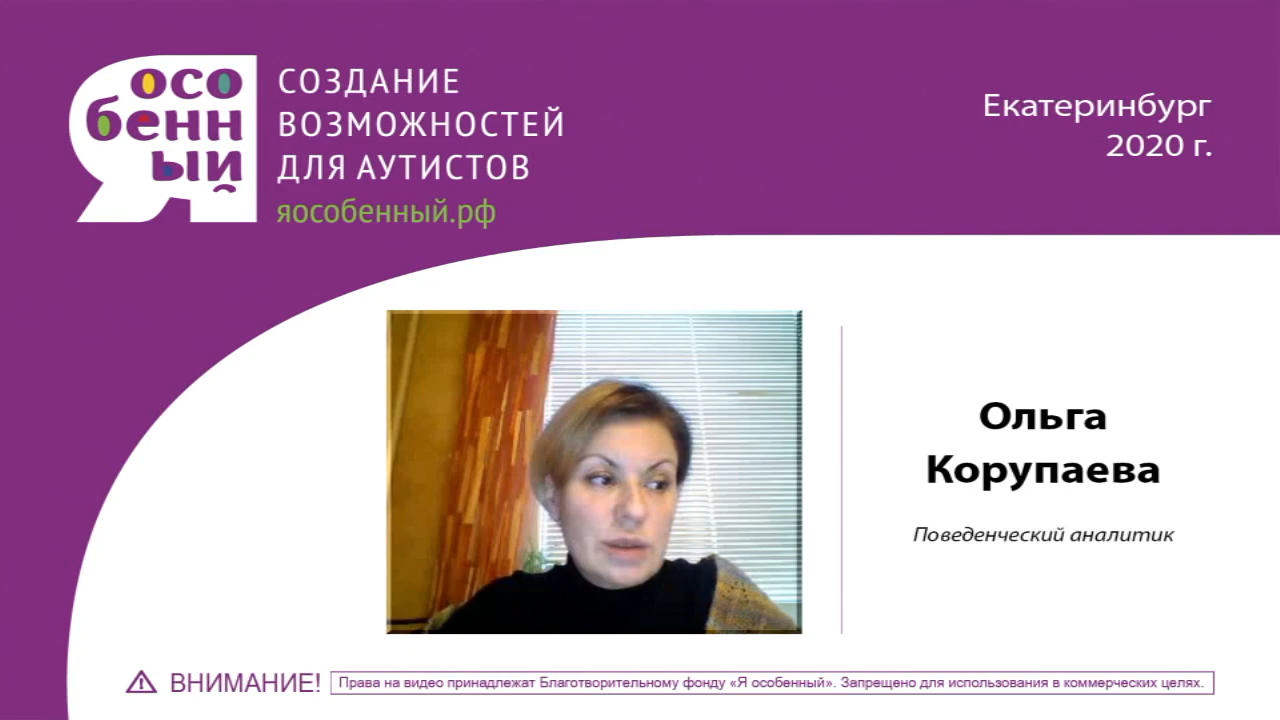 осо
бенн
ый
Я
СОЗДАНИЕ
ВОЗМОЖНОСТЕЙ
ДЛЯ АУТИСТОВ
яособенный.рф
Екатеринбург
2020 г.
Ольга
Корупаева
Поведенческий аналитик
ВНИМАНИЕ!
Права на видео принадлежат Благотворительному фонду «Я особенный». Запрещено для использования в коммерческих целях.